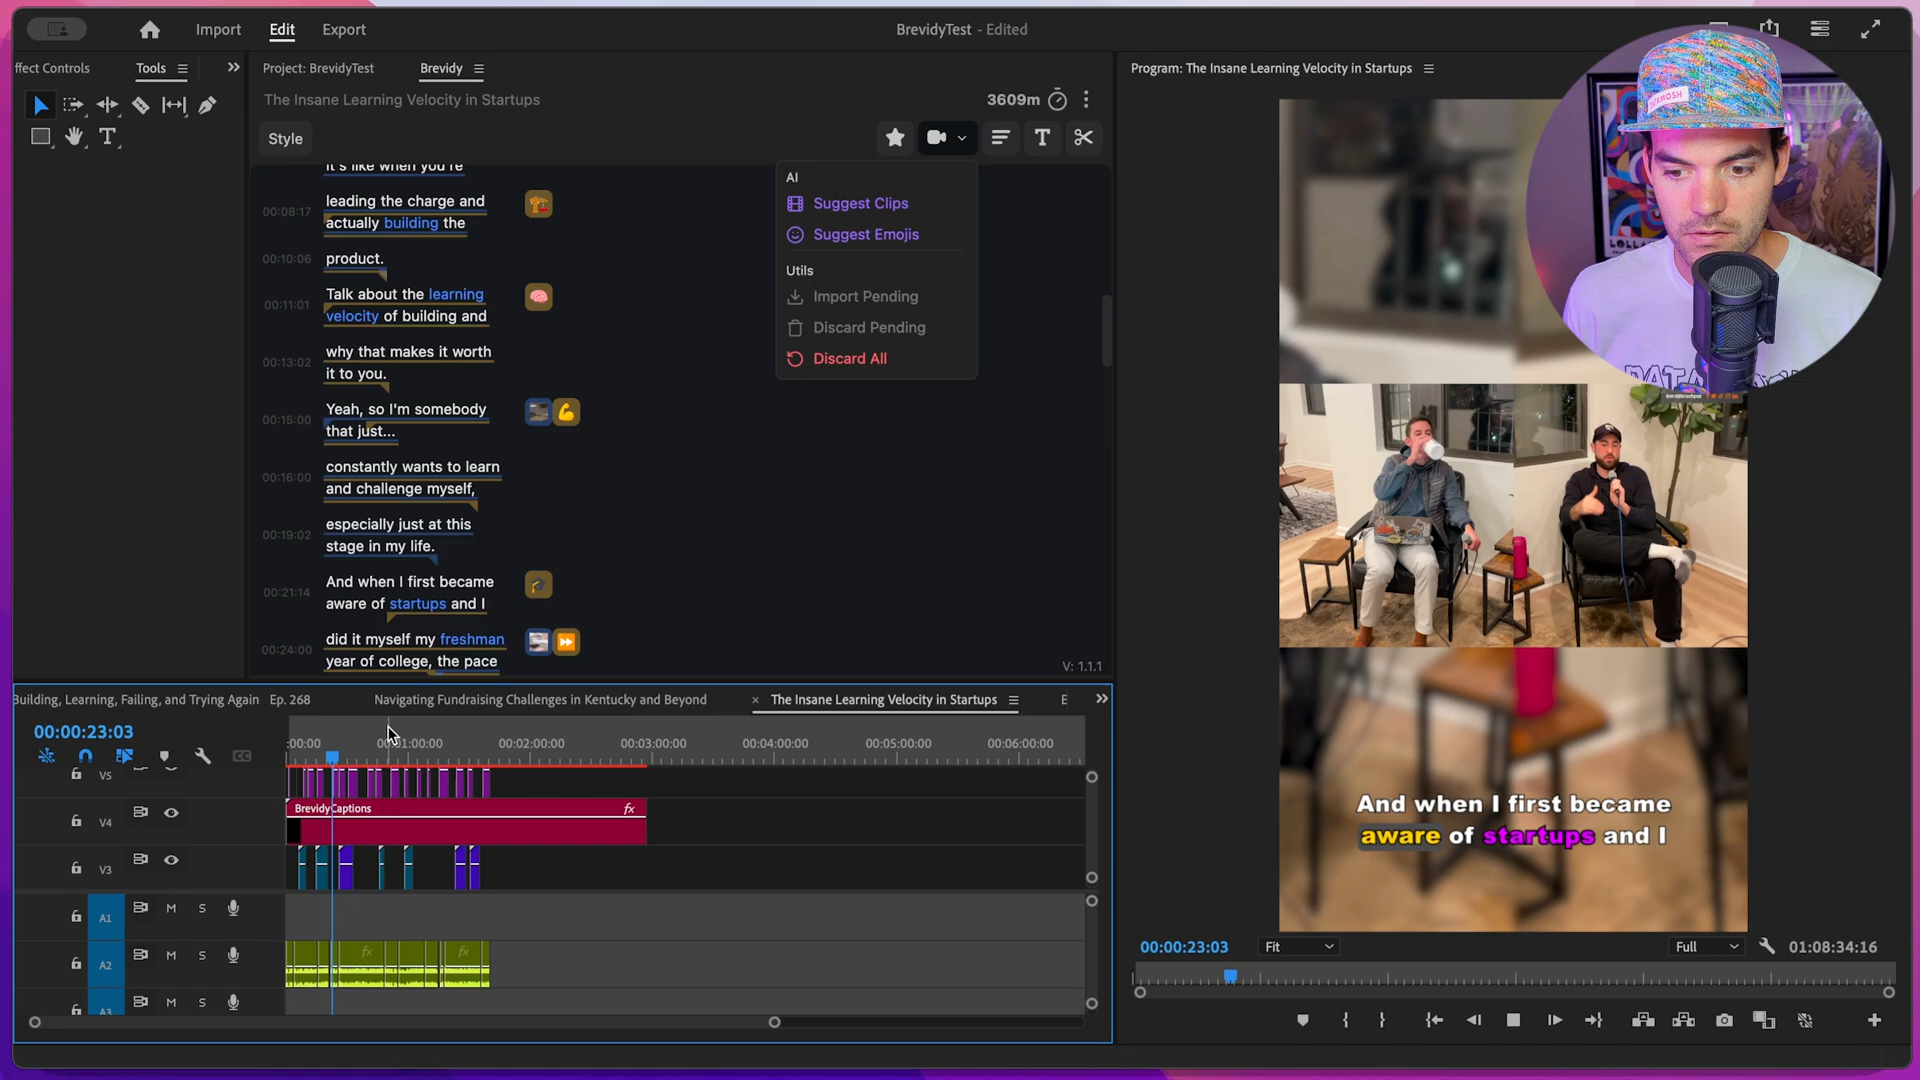 Import
Edit
Export
BrevidyTest - Edited
ffect Controls
Tools
Project: BrevidyTest
Brevidy
Program: The Insane Learning Velocity in Startups
The Insane Learning Velocity in Startups
3609m
Style
AI
Suggest Clips
Suggest Emojis
Utils
Import Pending
Discard Pending
Discard All
It's like when you're
00:08:17
leading the charge and
actually building the
00:10:06
product.
00:11:01
Talk about the learning
velocity of building and
00:13:02
why that makes it worth
it to you.
00:15:00
Yeah, so I'm somebody
that just...
00:16:00
constantly wants to learn
and challenge myself,
00:19:02
especially just at this
stage in my life.
00:21:14
And when I first became
aware of startups and I
00:24:00
did it myself my freshman
year of college, the pace
V: 1.1.1
DATAMOSH
And when I first became
aware of startups and I
Building, Learning, Failing, and Trying Again Ep. 268
Navigating Fundraising Challenges in Kentucky and Beyond
The Insane Learning Velocity in Startups
E
00:00:23:03
:00:00
00:01:00:00
00:02:00:00
00:03:00:00
00:04:00:00
00:05:00:00
00:06:00:00
V5
V4
BrevidyCaptions
fx
V3
A1
M
S
A2
M
S
fx
fx
A3
M
S
00:00:23:03
Fit
Full
01:08:34:16